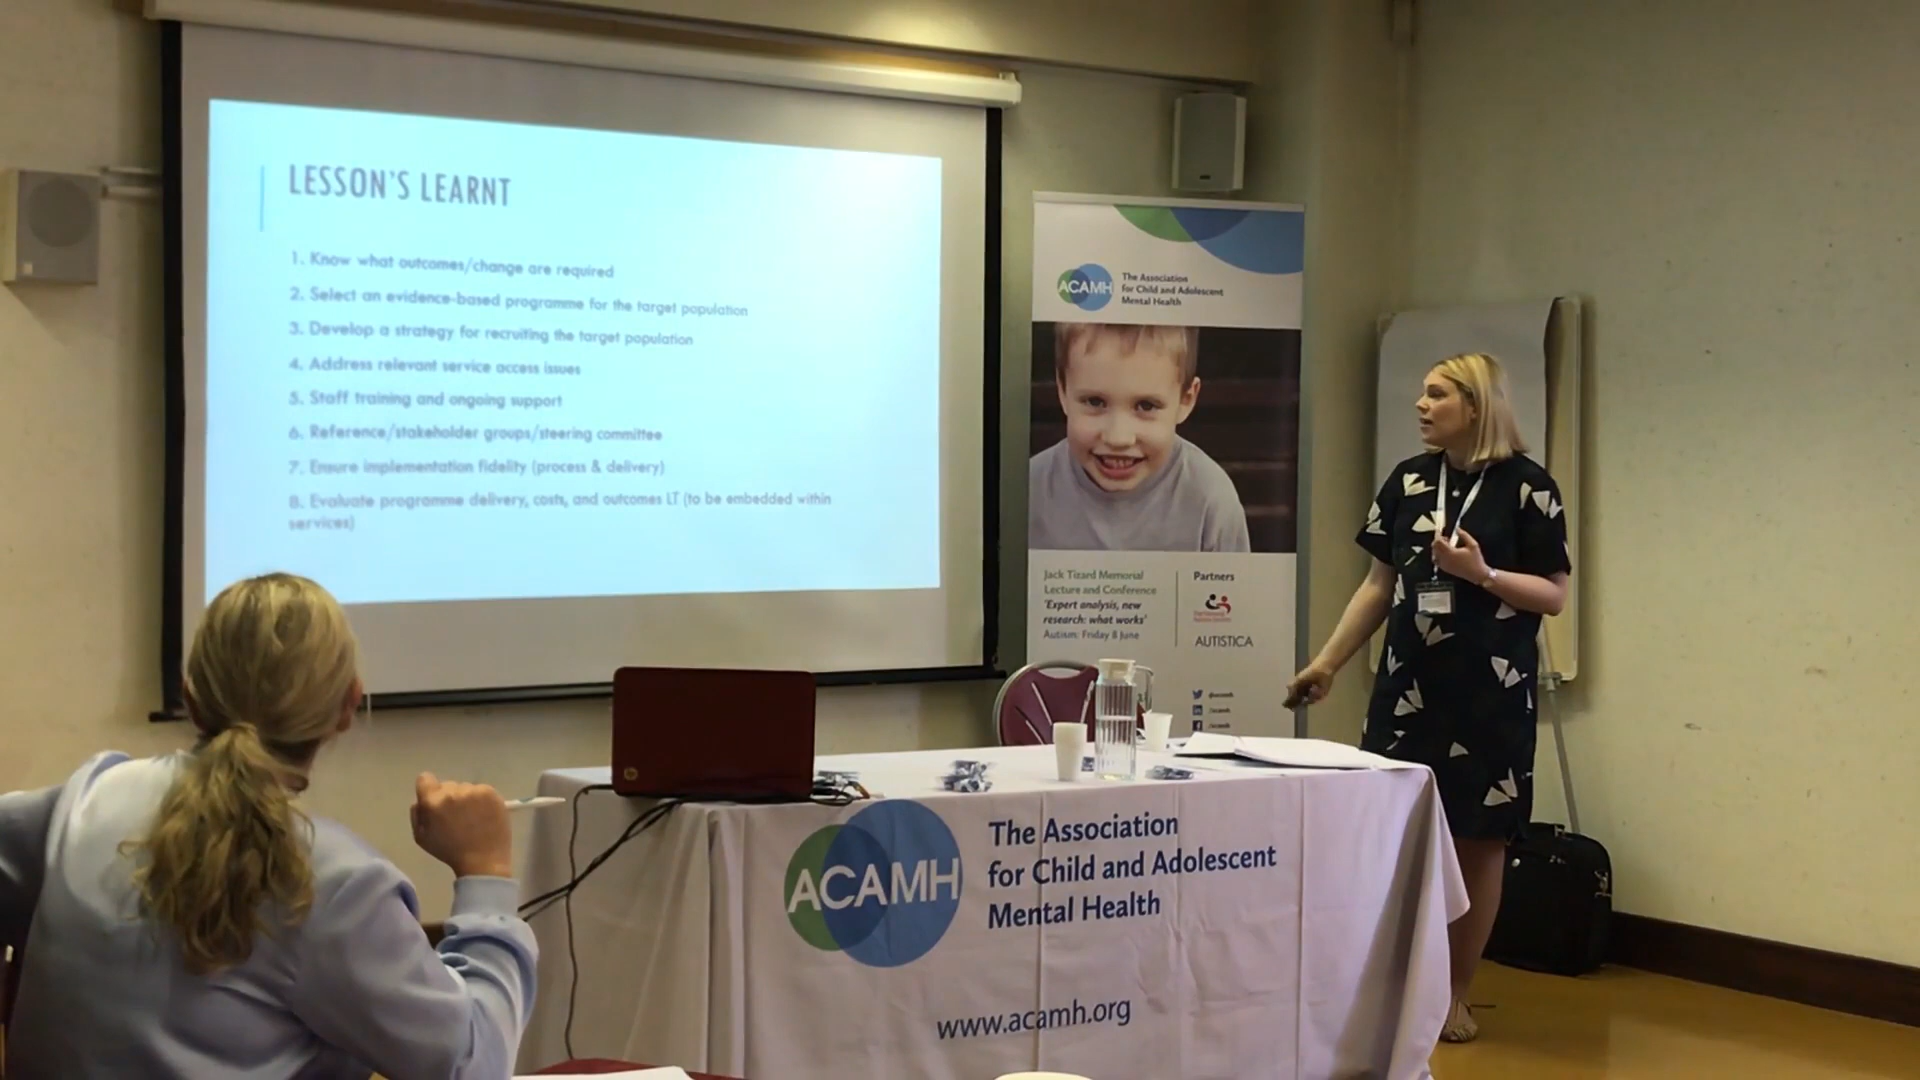 LESSON'S LEARNT
1. Know what outcomes/change are required
2. Select an evidence-based programme for the target population
3. Develop a strategy for recruiting the target population
4. Address relevant service access issues
5. Staff training and ongoing support
6. Reference/stakeholder groups/steering committee
7. Ensure implementation fidelity (process & delivery)
8. Evaluate programme delivery, costs, and outcomes LT (to be embedded within
services)
ACAMH
The Association
for Child and Adolescent
Mental Health
Jack Tizard Memorial
Lecture and Conference
'Expert analysis, new
research: what works'
Autism: Friday 8 June
Partners
AUTISTICA
@acamh
/acamh
/acamh
ACAMH
The Association
for Child and Adolescent
Mental Health
www.acamh.org